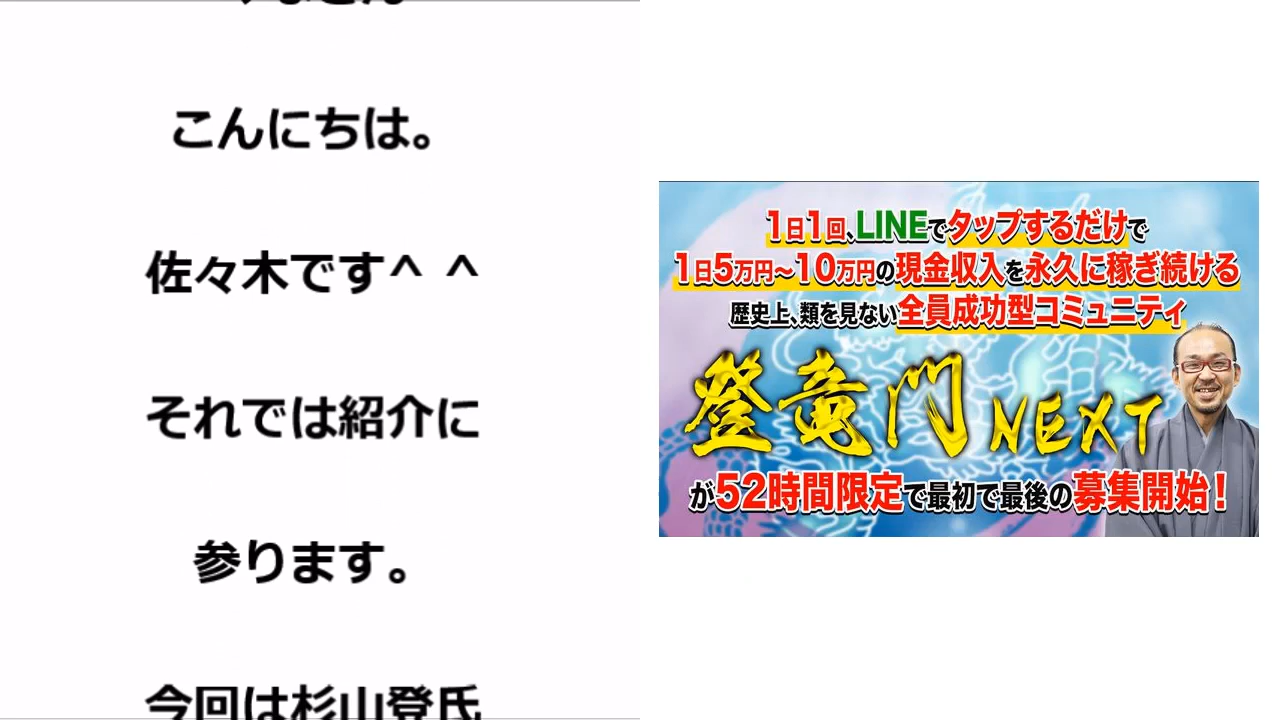 こんにちは。
佐々木です^ ^
それでは紹介に
参ります。
今回は杉山登氏
1日1回、LINEでタップするだけで
1日5万円～10万円の現金収入を永久に稼ぎ続ける
歴史上、類を見ない全員成功型コミュニティ
登竜門 NEXT
が52時間限定で最初で最後の募集開始！